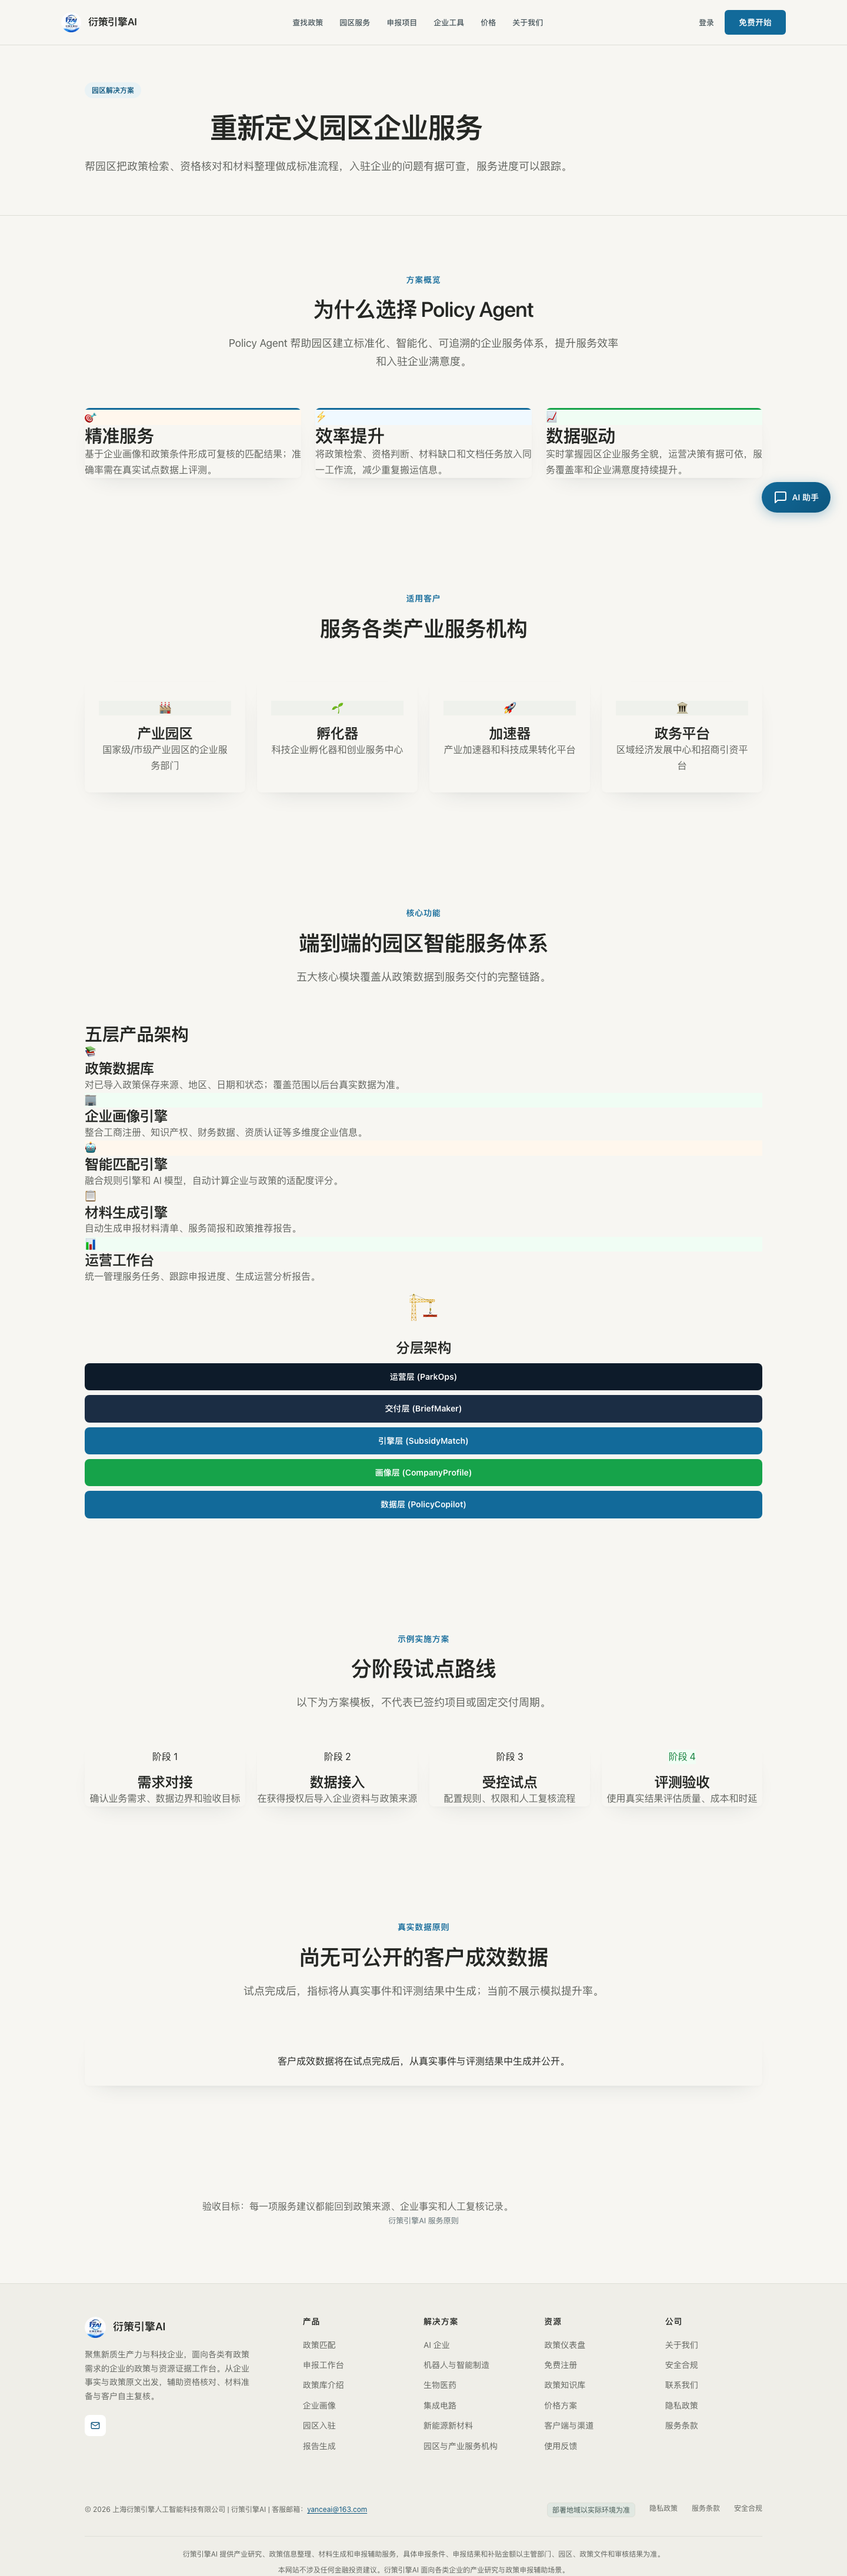 衍策引擎AI
查找政策
园区服务
申报项目
企业工具
价格
关于我们
登录
免费开始
园区解决方案
重新定义园区企业服务
帮园区把政策检索、资格核对和材料整理做成标准流程，入驻企业的问题有据可查，服务进度可以跟踪。
方案概览
为什么选择 Policy Agent
Policy Agent 帮助园区建立标准化、智能化、可追溯的企业服务体系，提升服务效率
和入驻企业满意度。
精准服务
基于企业画像和政策条件形成可复核的匹配结果；准
确率需在真实试点数据上评测。
效率提升
将政策检索、资格判断、材料缺口和文档任务放入同
一工作流，减少重复搬运信息。
数据驱动
实时掌握园区企业服务全貌，运营决策有据可依，服
务覆盖率和企业满意度持续提升。
AI 助手
适用客户
服务各类产业服务机构
产业园区
国家级/市级产业园区的企业服
务部门
孵化器
科技企业孵化器和创业服务中心
加速器
产业加速器和科技成果转化平台
政务平台
区域经济发展中心和招商引资平
台
核心功能
端到端的园区智能服务体系
五大核心模块覆盖从政策数据到服务交付的完整链路。
五层产品架构
政策数据库
对已导入政策保存来源、地区、日期和状态；覆盖范围以后台真实数据为准。
企业画像引擎
整合工商注册、知识产权、财务数据、资质认证等多维度企业信息。
智能匹配引擎
融合规则引擎和 AI 模型，自动计算企业与政策的适配度评分。
材料生成引擎
自动生成申报材料清单、服务简报和政策推荐报告。
运营工作台
统一管理服务任务、跟踪申报进度、生成运营分析报告。
分层架构
运营层 (ParkOps)
交付层 (BriefMaker)
引擎层 (SubsidyMatch)
画像层 (CompanyProfile)
数据层 (PolicyCopilot)
示例实施方案
分阶段试点路线
以下为方案模板，不代表已签约项目或固定交付周期。
阶段 1
需求对接
确认业务需求、数据边界和验收目标
阶段 2
数据接入
在获得授权后导入企业资料与政策来源
阶段 3
受控试点
配置规则、权限和人工复核流程
阶段 4
评测验收
使用真实结果评估质量、成本和时延
真实数据原则
尚无可公开的客户成效数据
试点完成后，指标将从真实事件和评测结果中生成；当前不展示模拟提升率。
客户成效数据将在试点完成后，从真实事件与评测结果中生成并公开。
验收目标：每一项服务建议都能回到政策来源、企业事实和人工复核记录。
衍策引擎AI 服务原则
衍策引擎AI
聚焦新质生产力与科技企业，面向各类有政策
需求的企业的政策与资源证据工作台。从企业
事实与政策原文出发，辅助资格核对、材料准
备与客户自主复核。
产品
政策匹配
申报工作台
政策库介绍
企业画像
园区入驻
报告生成
解决方案
AI 企业
机器人与智能制造
生物医药
集成电路
新能源新材料
园区与产业服务机构
资源
政策仪表盘
免费注册
政策知识库
价格方案
客户端与渠道
使用反馈
公司
关于我们
安全合规
联系我们
隐私政策
服务条款
© 2026 上海衍策引擎人工智能科技有限公司 | 衍策引擎AI | 客服邮箱：yanceai@163.com
部署地域以实际环境为准
隐私政策
服务条款
安全合规
衍策引擎AI 提供产业研究、政策信息整理、材料生成和申报辅助服务，具体申报条件、申报结果和补贴金额以主管部门、园区、政策文件和审核结果为准。
本网站不涉及任何金融投资建议。衍策引擎AI 面向各类企业的产业研究与政策申报辅助场景。